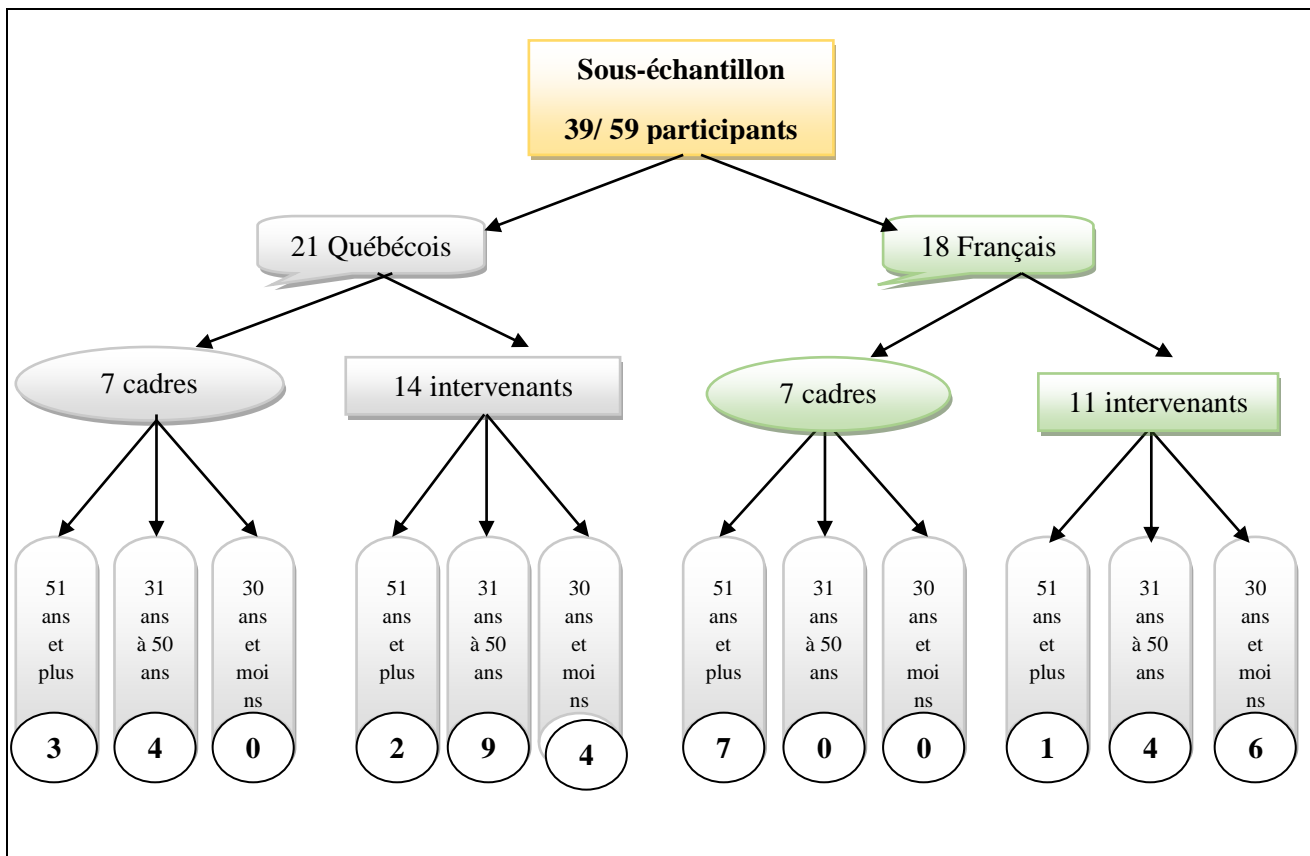 Sous-échantillon
39/ 59 participants
21 Québécois
18 Français
7 cadres
14 intervenants
7 cadres
11 intervenants
51
ans
et
plus
31
ans
à 50
ans
30
ans
et
moi
ns
51
ans
et
plus
31
ans
à 50
ans
30
ans
et
moi
ns
51
ans
et
plus
31
ans
à 50
ans
30
ans
et
moi
ns
51
ans
et
plus
31
ans
à 50
ans
30
ans
et
moi
ns
3
4
0
2
9
4
7
0
0
1
4
6